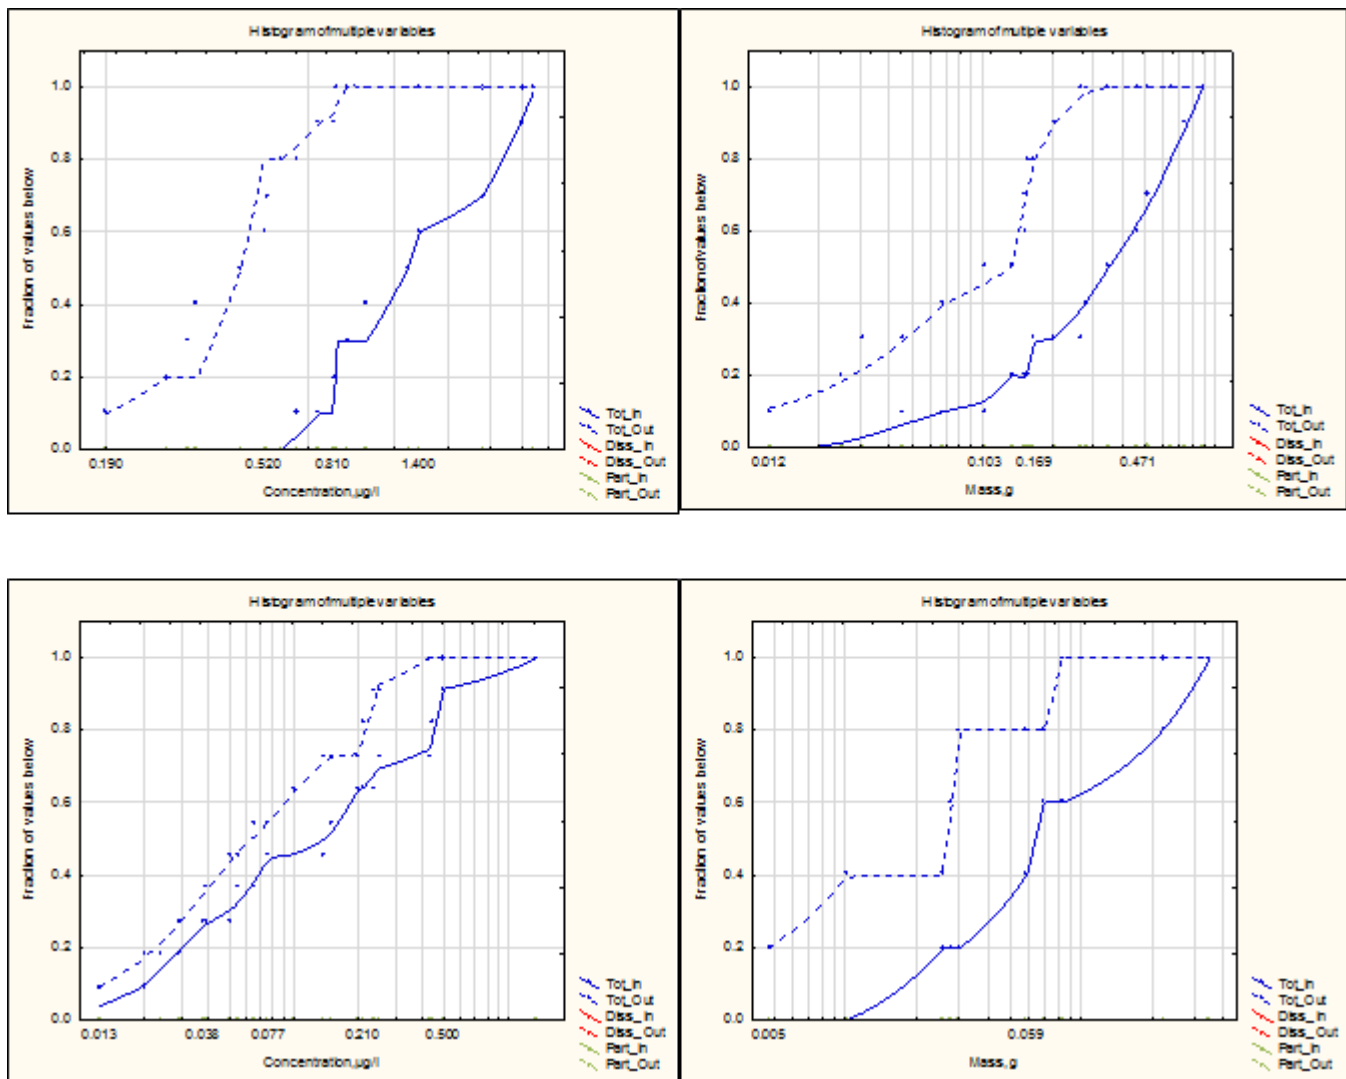 Histogram of multiple variables
1.0
0.8
0.6
0.4
0.2
0.0
Fraction of values below
0.190 0.520 0.810 1.400
Concentration, µg/l
Tot_In
Tot_Out
Diss_In
Diss_Out
Part_In
Part_Out
Histogram of multiple variables
1.0
0.8
0.6
0.4
0.2
0.0
Fraction of values below
0.012 0.103 0.169 0.471
Mass, g
Tot_In
Tot_Out
Diss_In
Diss_Out
Part_In
Part_Out
Histogram of multiple variables
1.0
0.8
0.6
0.4
0.2
0.0
Fraction of values below
0.013 0.038 0.077 0.210 0.500
Concentration, µg/l
Tot_In
Tot_Out
Diss_In
Diss_Out
Part_In
Part_Out
Histogram of multiple variables
1.0
0.8
0.6
0.4
0.2
0.0
Fraction of values below
0.005 0.059
Mass, g
Tot_In
Tot_Out
Diss_In
Diss_Out
Part_In
Part_Out